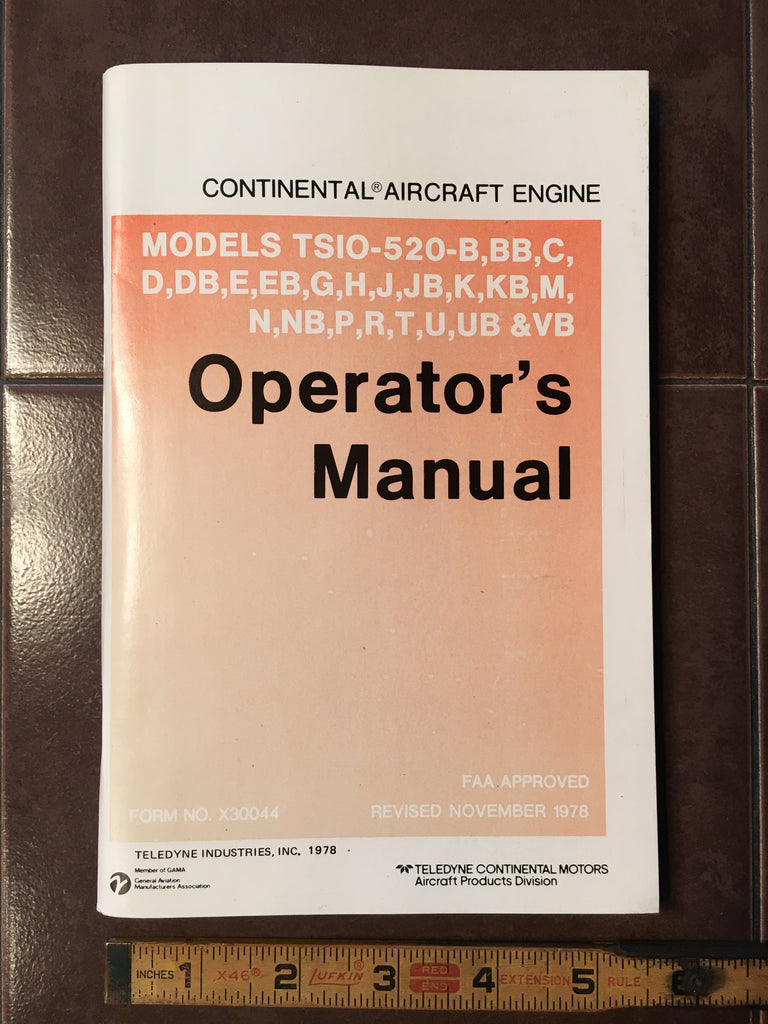 CONTINENTAL® AIRCRAFT ENGINE
MODELS TSIO-520-B,BB,C,
D,DB,E,EB,G,H,J,JB,K,KB,M,
N,NB,P,R,T,U,UB &VB
Operator's
Manual
FAA APPROVED
FORM NO. X30044 REVISED NOVEMBER 1978
TELEDYNE INDUSTRIES, INC. 1978
Member of GAMA
General Aviation
Manufacturers Association
TELEDYNE CONTINENTAL MOTORS
Aircraft Products Division
INCHES 1 X-46® 2 LUFKIN 3 RED END 4 EXTENSION 5 RULE 6